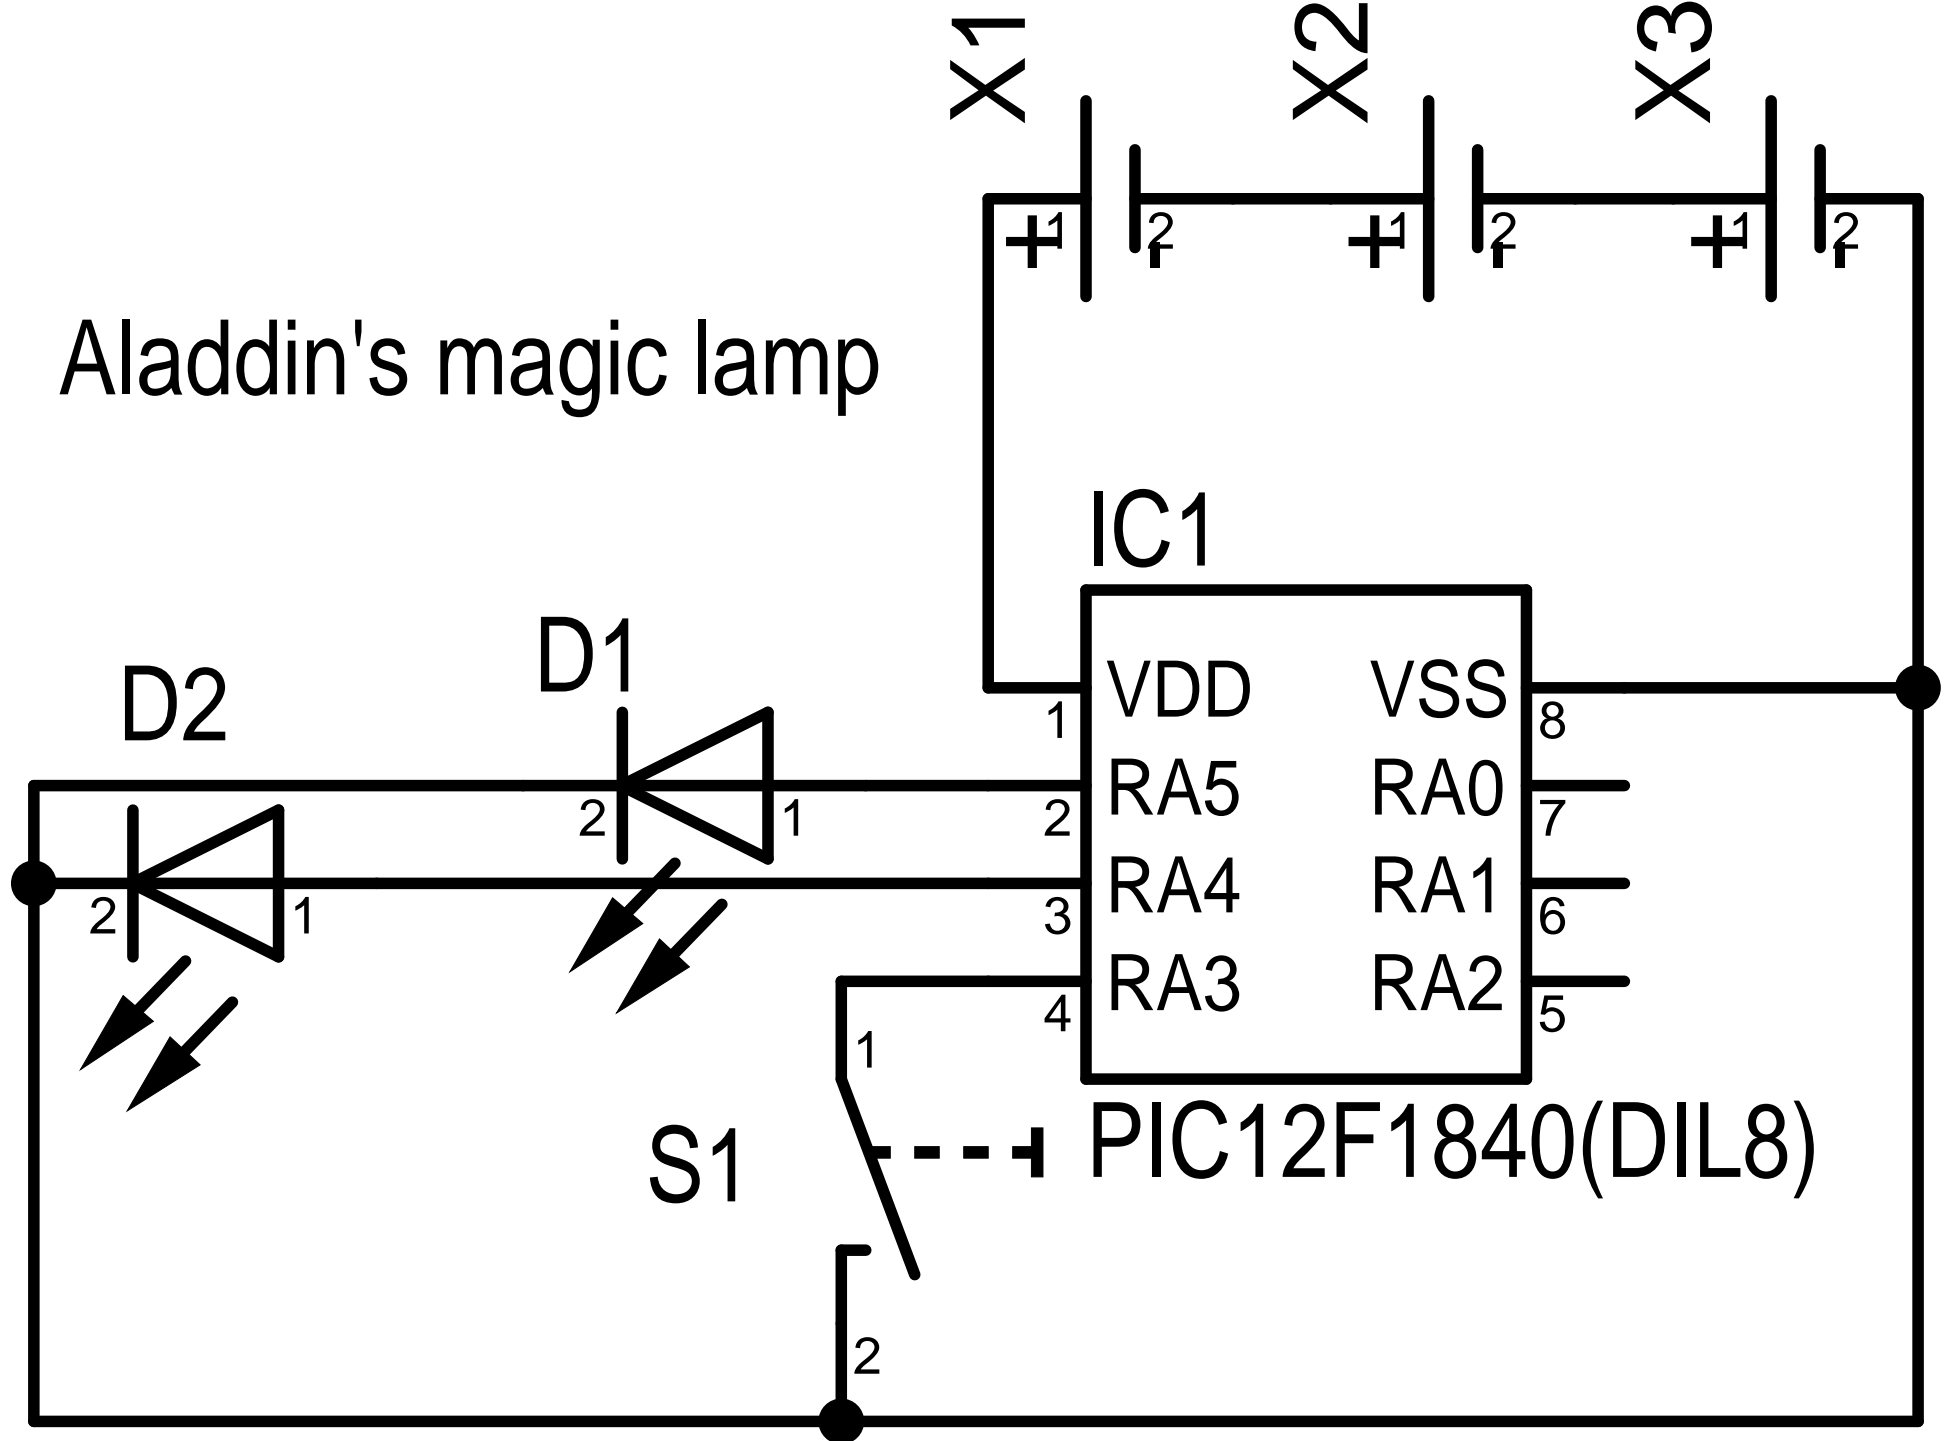 X1
X2
X3
+1 2-
+1 2-
+1 2-
Aladdin's magic lamp
IC1
D1
D2
VDD VSS
1 8
RA5 RA0
2 1 2 7
RA4 RA1
2 1 3 6
RA3 RA2
4 5
1
S1
PIC12F1840(DIL8)
2